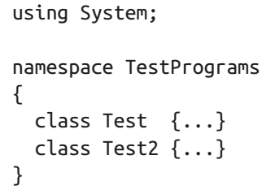 using System;

namespace TestPrograms
{
  class Test  {...}
  class Test2 {...}
}